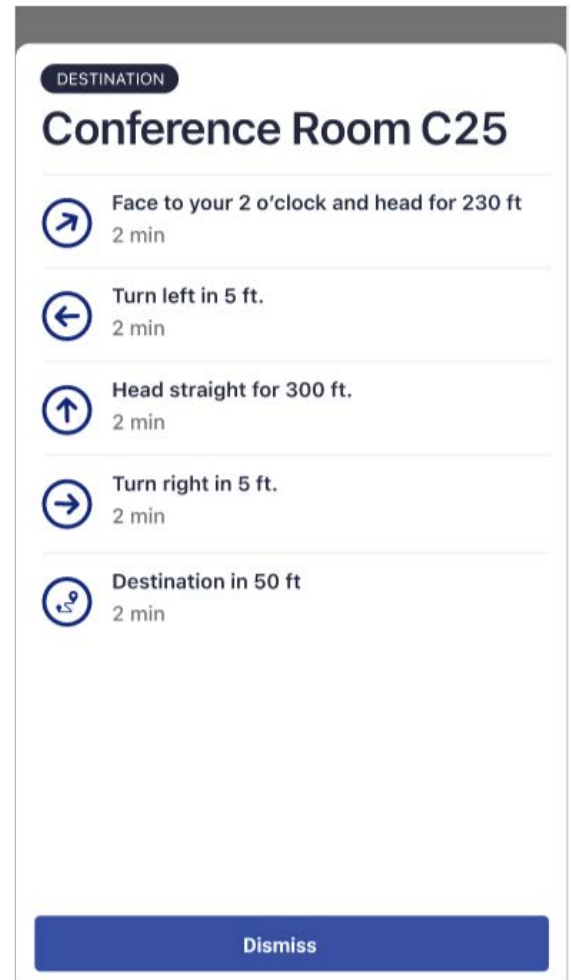 DESTINATION
Conference Room C25
Face to your 2 o’clock and head for 230 ft
2 min
Turn left in 5 ft.
2 min
Head straight for 300 ft.
2 min
Turn right in 5 ft.
2 min
Destination in 50 ft
2 min
Dismiss